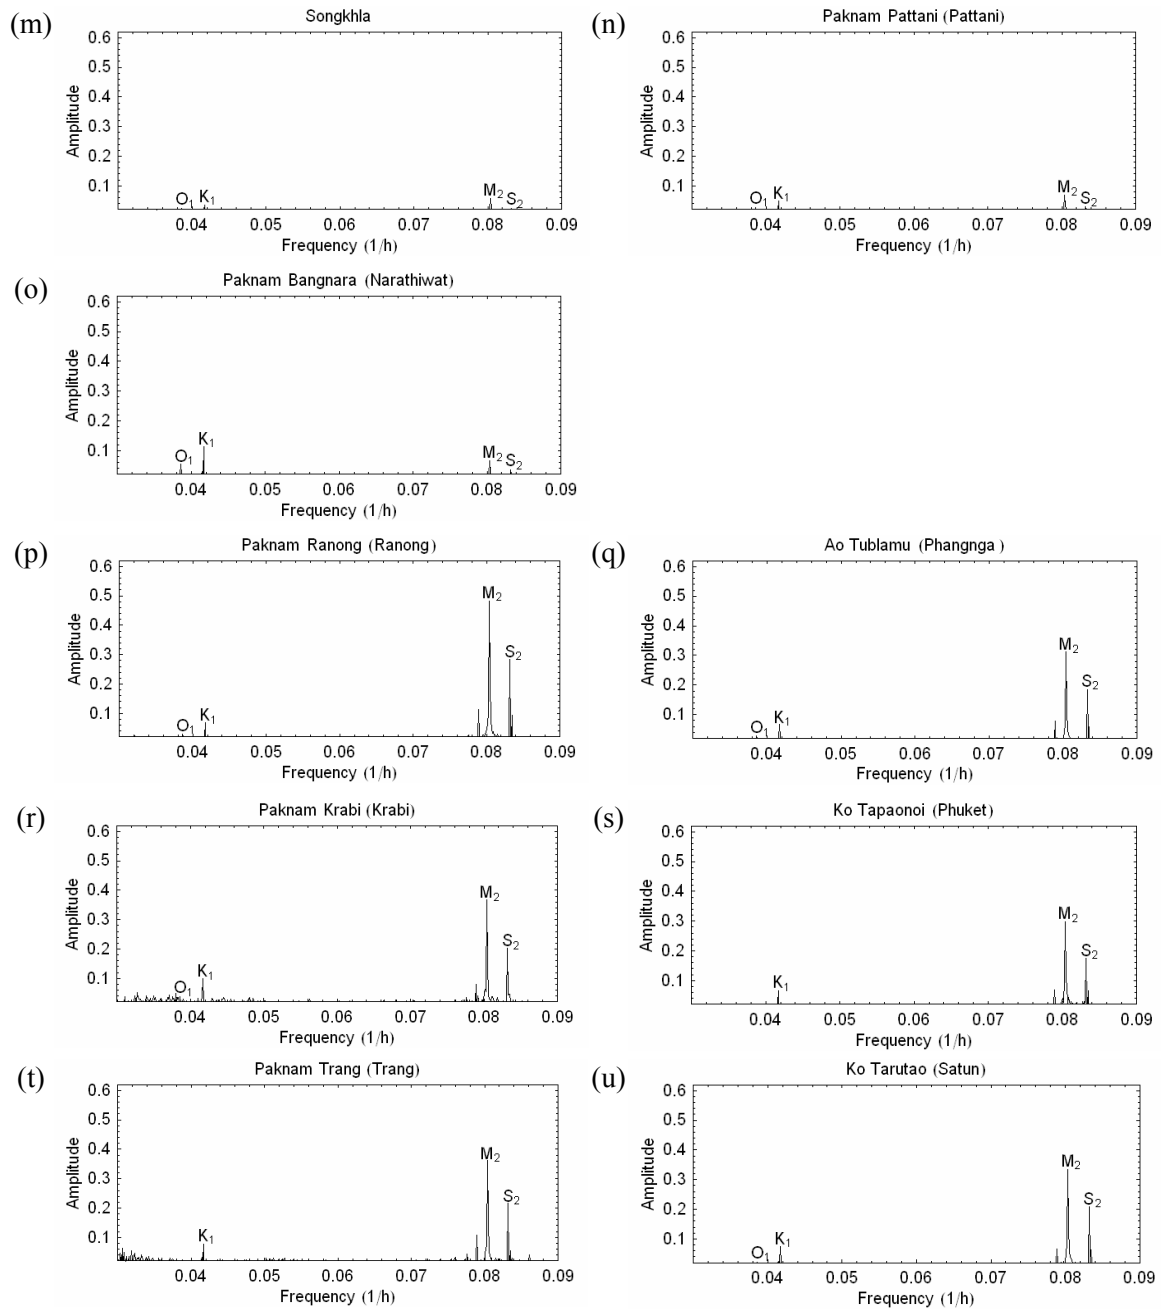 (m)
Songkhla
0.6
0.5
0.4
0.3
0.2
0.1
Amplitude
O₁
K₁
M₂
S₂
0.04 0.05 0.06 0.07 0.08 0.09
Frequency (1/h)
(n)
Paknam Pattani (Pattani)
0.6
0.5
0.4
0.3
0.2
0.1
Amplitude
O₁
K₁
M₂
S₂
0.04 0.05 0.06 0.07 0.08 0.09
Frequency (1/h)
(o)
Paknam Bangnara (Narathiwat)
0.6
0.5
0.4
0.3
0.2
0.1
Amplitude
O₁
K₁
M₂
S₂
0.04 0.05 0.06 0.07 0.08 0.09
Frequency (1/h)
(p)
Paknam Ranong (Ranong)
0.6
0.5
0.4
0.3
0.2
0.1
Amplitude
O₁
K₁
M₂
S₂
0.04 0.05 0.06 0.07 0.08 0.09
Frequency (1/h)
(q)
Ao Tublamu (Phangnga )
0.6
0.5
0.4
0.3
0.2
0.1
Amplitude
O₁
K₁
M₂
S₂
0.04 0.05 0.06 0.07 0.08 0.09
Frequency (1/h)
(r)
Paknam Krabi (Krabi)
0.6
0.5
0.4
0.3
0.2
0.1
Amplitude
O₁
K₁
M₂
S₂
0.04 0.05 0.06 0.07 0.08 0.09
Frequency (1/h)
(s)
Ko Tapaonoi (Phuket)
0.6
0.5
0.4
0.3
0.2
0.1
Amplitude
K₁
M₂
S₂
0.04 0.05 0.06 0.07 0.08 0.09
Frequency (1/h)
(t)
Paknam Trang (Trang)
0.6
0.5
0.4
0.3
0.2
0.1
Amplitude
K₁
M₂
S₂
0.04 0.05 0.06 0.07 0.08 0.09
Frequency (1/h)
(u)
Ko Tarutao (Satun)
0.6
0.5
0.4
0.3
0.2
0.1
Amplitude
O₁
K₁
M₂
S₂
0.04 0.05 0.06 0.07 0.08 0.09
Frequency (1/h)